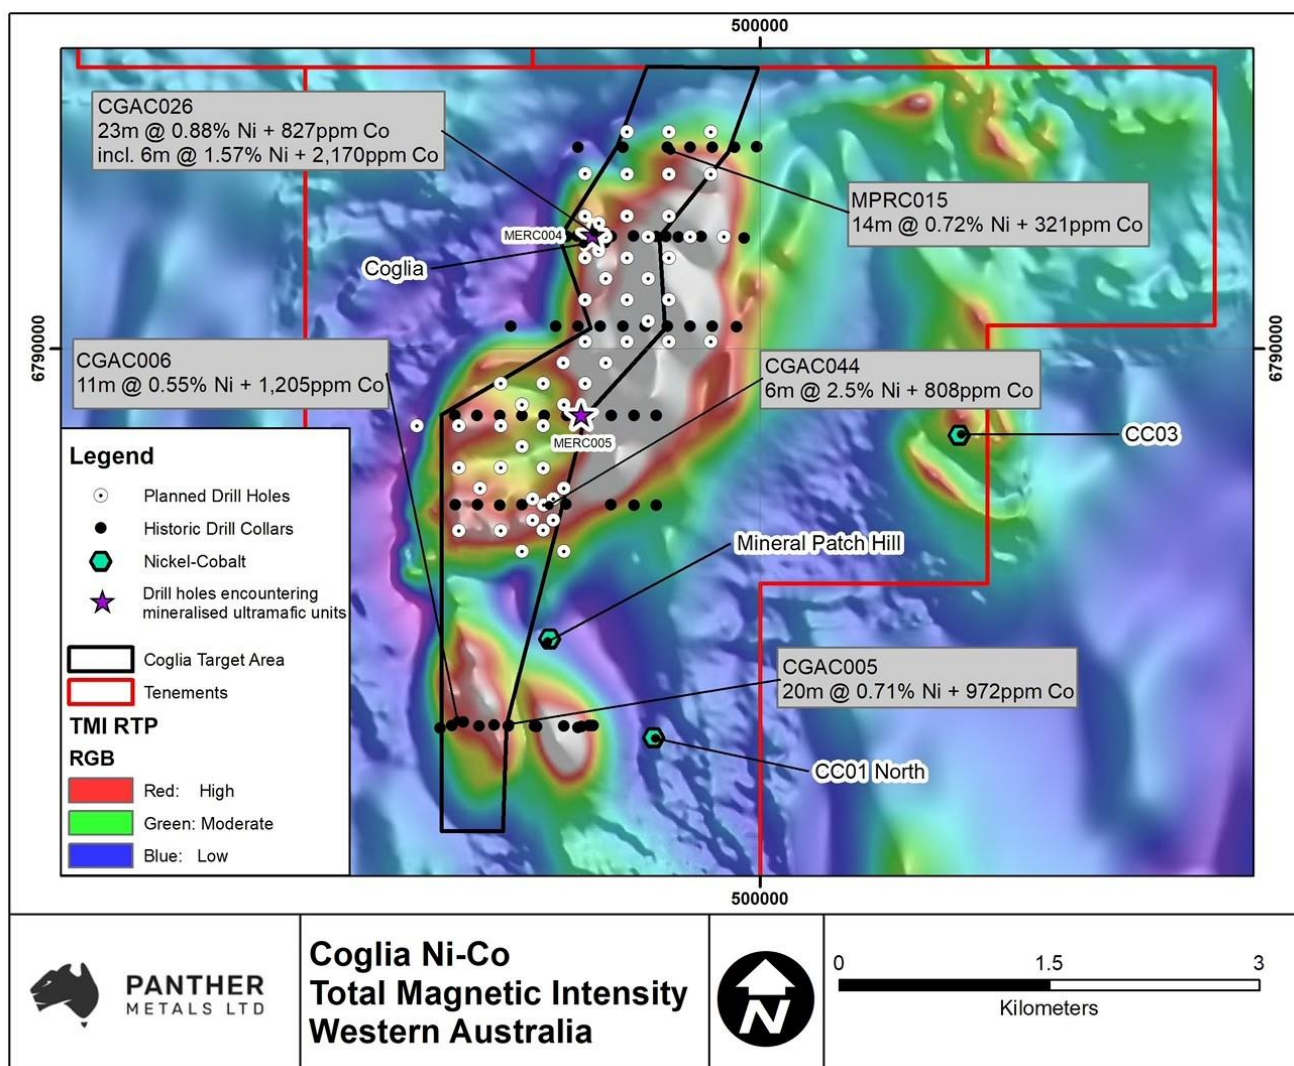 500000
CGAC026
23m @ 0.88% Ni + 827ppm Co
incl. 6m @ 1.57% Ni + 2,170ppm Co
MPRC015
14m @ 0.72% Ni + 321ppm Co
MERC004
Coglia
6790000
6790000
CGAC006
11m @ 0.55% Ni + 1,205ppm Co
CGAC044
6m @ 2.5% Ni + 808ppm Co
CC03
MERC005
Mineral Patch Hill
CGAC005
20m @ 0.71% Ni + 972ppm Co
CC01 North
Legend
Planned Drill Holes
Historic Drill Collars
Nickel-Cobalt
Drill holes encountering
mineralised ultramafic units
Coglia Target Area
Tenements
TMI RTP
RGB
Red: High
Green: Moderate
Blue: Low
500000
PANTHER
METALS LTD
Coglia Ni-Co
Total Magnetic Intensity
Western Australia
N
0 1.5 3
Kilometers